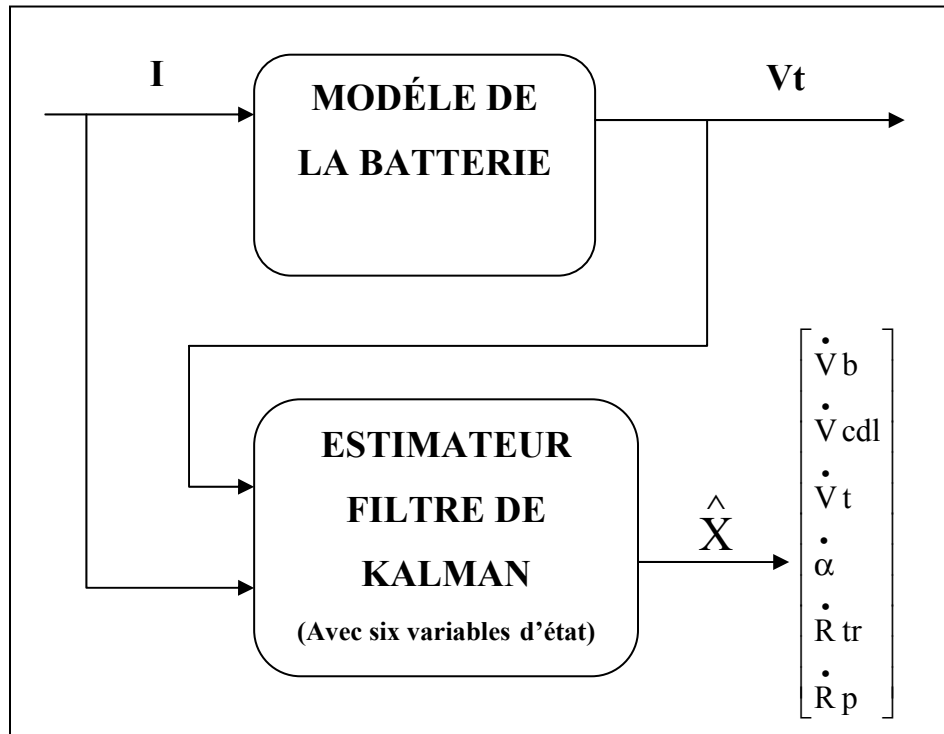 I
MODÉLE DE
LA BATTERIE
Vt
ESTIMATEUR
FILTRE DE
KALMAN
(Avec six variables d'état)
X̂
V̇b
V̇cdl
V̇t
α̇
Ṙtr
Ṙp